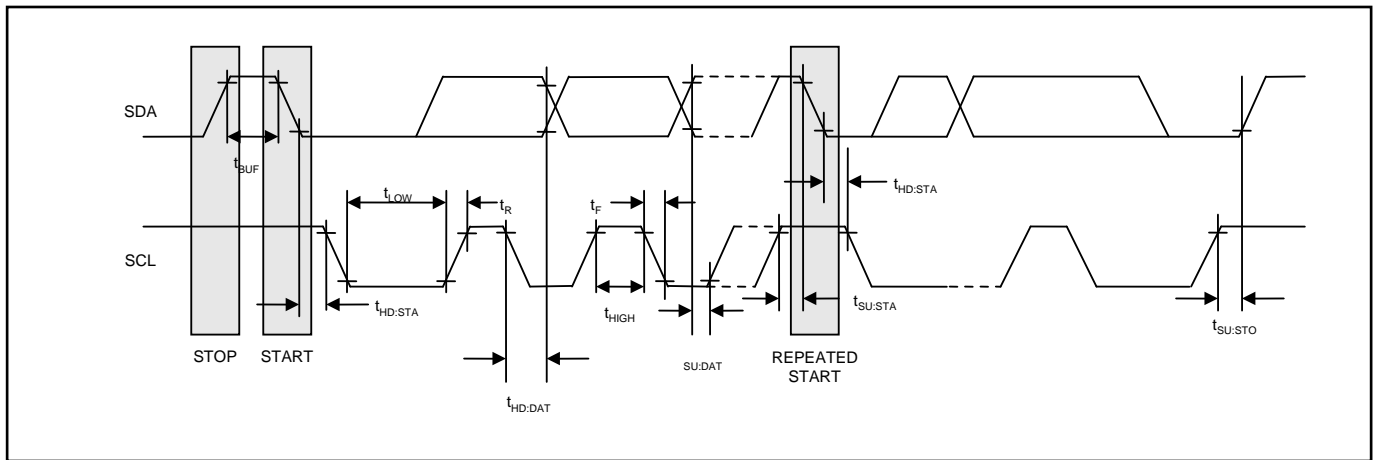 SDA
tBUF
tLOW
tR
tF
tHD:STA
SCL
tHD:STA
tHIGH
tSU:STA
tSU:STO
STOP START
SU:DAT
REPEATED
START
tHD:DAT